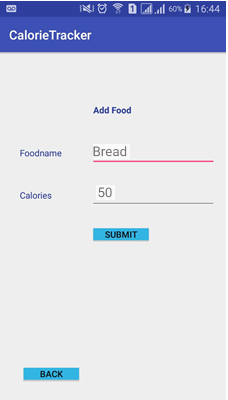 60% 16:44
CalorieTracker
Add Food
Foodname Bread
Calories 50
SUBMIT
BACK